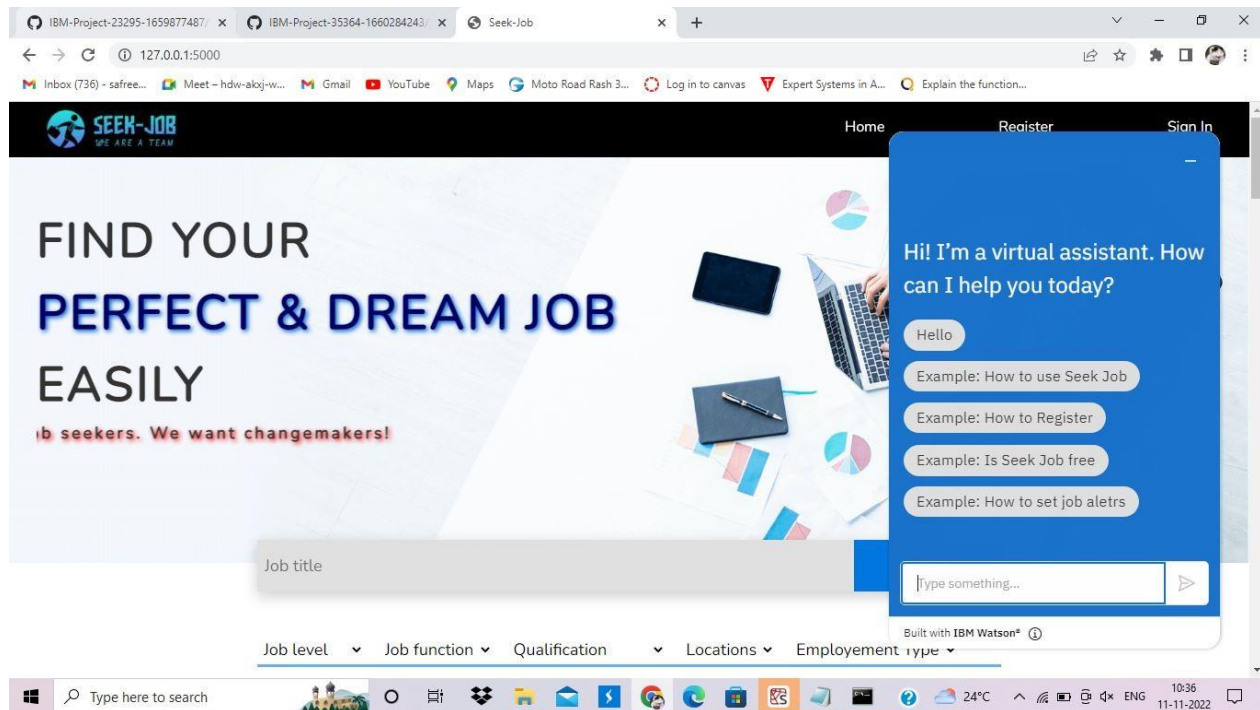 IBM-Project-23295-1659877487/
IBM-Project-35364-1660284243/
Seek-Job
127.0.0.1:5000
Inbox (736) - safree...
Meet – hdw-akxj-w...
Gmail
YouTube
Maps
Moto Road Rash 3...
Log in to canvas
Expert Systems in A...
Explain the function...
SEEK-JOB
WE ARE A TEAM
Home
Register
Sign In
FIND YOUR
PERFECT & DREAM JOB
EASILY
b seekers. We want changemakers!
Hi! I'm a virtual assistant. How
can I help you today?
Hello
Example: How to use Seek Job
Example: How to Register
Example: Is Seek Job free
Example: How to set job aletrs
Type something...
Built with IBM Watson®
Job title
Job level
Job function
Qualification
Locations
Employement Type
Type here to search
24°C
ENG
10:36
11-11-2022